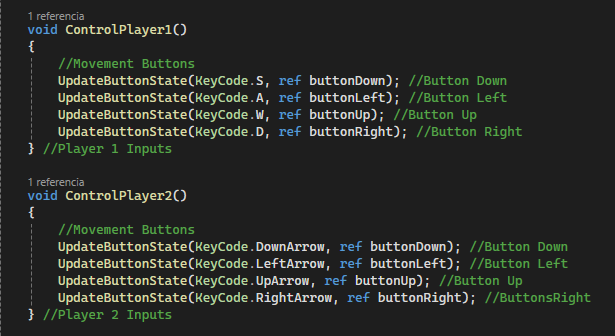 1 referencia
void ControlPlayer1()
{
//Movement Buttons
UpdateButtonState(KeyCode.S, ref buttonDown); //Button Down
UpdateButtonState(KeyCode.A, ref buttonLeft); //Button Left
UpdateButtonState(KeyCode.W, ref buttonUp); //Button Up
UpdateButtonState(KeyCode.D, ref buttonRight); //Button Right
} //Player 1 Inputs
1 referencia
void ControlPlayer2()
{
//Movement Buttons
UpdateButtonState(KeyCode.DownArrow, ref buttonDown); //Button Down
UpdateButtonState(KeyCode.LeftArrow, ref buttonLeft); //Button Left
UpdateButtonState(KeyCode.UpArrow, ref buttonUp); //Button Up
UpdateButtonState(KeyCode.RightArrow, ref buttonRight); //ButtonsRight
} //Player 2 Inputs